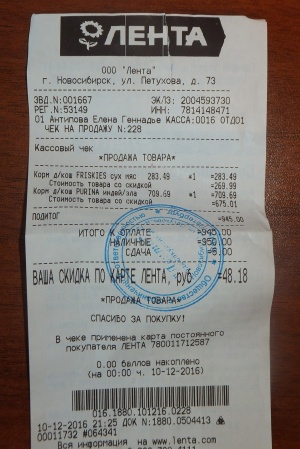 ЛЕНТА
ООО "Лента"
г. Новосибирск, ул. Петухова, д. 73
ЗВД.N:001667 ЭКЛЗ: 2004593730
РЕГ.N:53149 ИНН: 7814148471
01 Антипова Елена Геннадье КАССА:0016 ОТД01
ЧЕК НА ПРОДАЖУ N:228
Кассовый чек
*ПРОДАЖА ТОВАРА*
Корм д/кош FRISKIES сух мяс 283.49 *1 =283.49
Стоимость товара со скидкой =269.99
Корм д/кош PURINA индей/зла 709.69 *1 =709.69
Стоимость товара со скидкой =675.01
ПОДИТОГ =945.00
ИТОГО К ОПЛАТЕ =945.00
НАЛИЧНЫЕ =950.00
СДАЧА =5.00
ВАША СКИДКА ПО КАРТЕ ЛЕНТА, руб =48.18
*ПРОДАЖА ТОВАРА*
СПАСИБО ЗА ПОКУПКУ!
В чеке применена карта постоянного
покупателя ЛЕНТА 780011712587
0.00 баллов накоплено
(на 00:00 ч. 10-12-2016)
016.1880.101216.0228
10-12-2016 21:25 ДОК N:1880.0504413
00011732 #064341
Вся информация на www.lenta.com